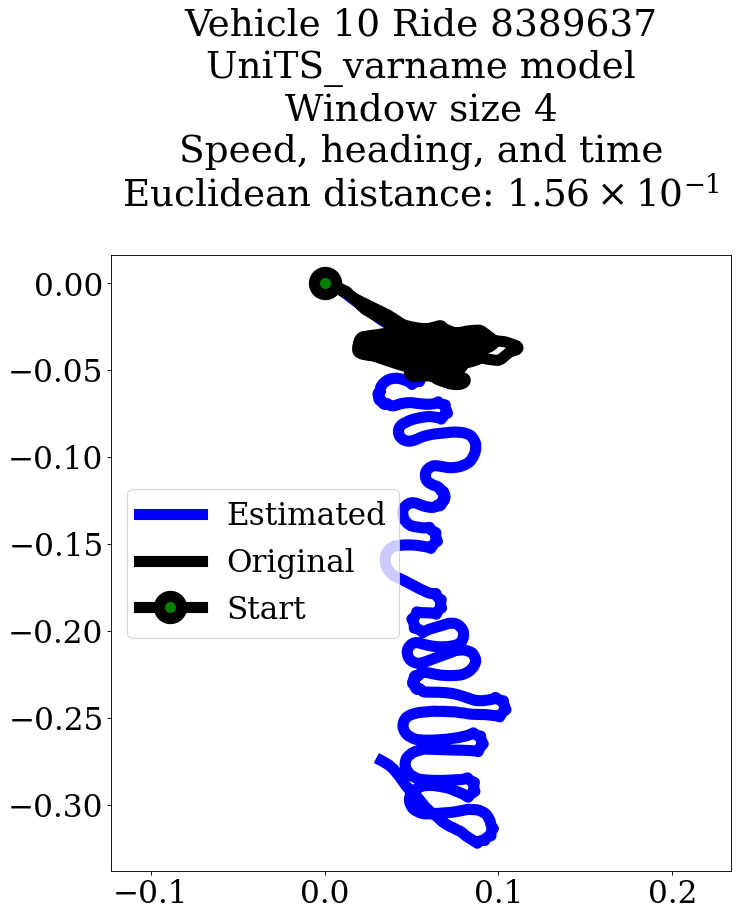 Vehicle 10 Ride 8389637
UniTS_varname model
Window size 4
Speed, heading, and time
Euclidean distance: 1.56 × 10⁻¹
0.00
−0.05
−0.10
−0.15
−0.20
−0.25
−0.30
Estimated
Original
Start
−0.1 0.0 0.1 0.2